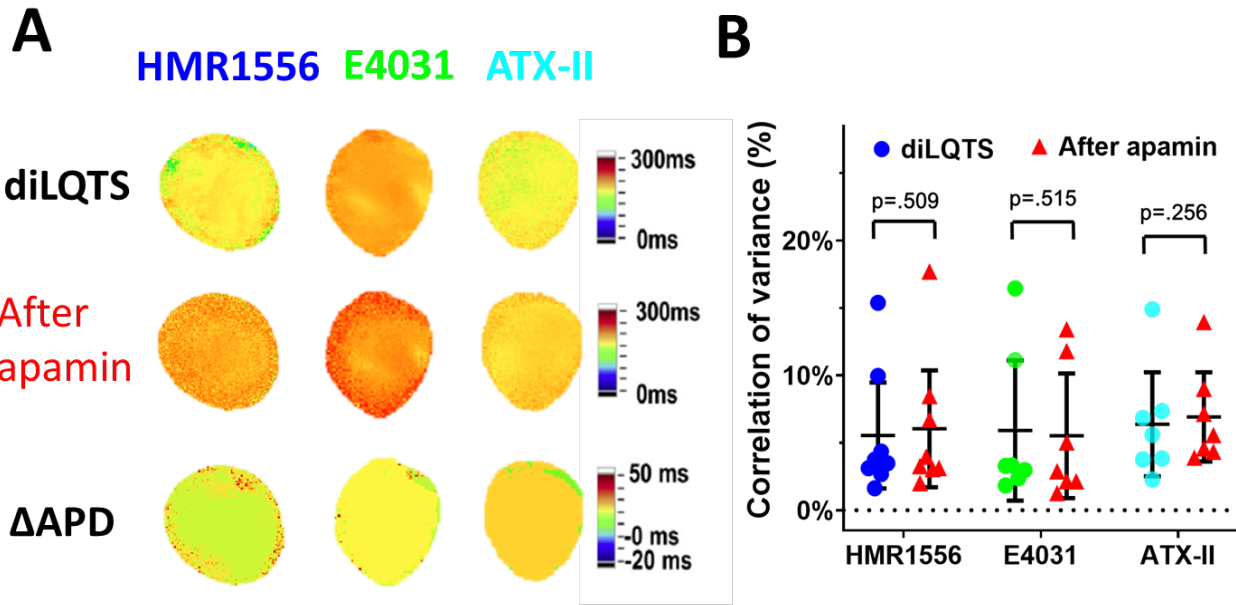 A
HMR1556 E4031 ATX-II
diLQTS
300ms
0ms
After
apamin
300ms
0ms
ΔAPD
50 ms
-0 ms
-20 ms
B
Correlation of variance (%)
diLQTS After apamin
p=.509 p=.515 p=.256
20%
10%
0%
HMR1556 E4031 ATX-II